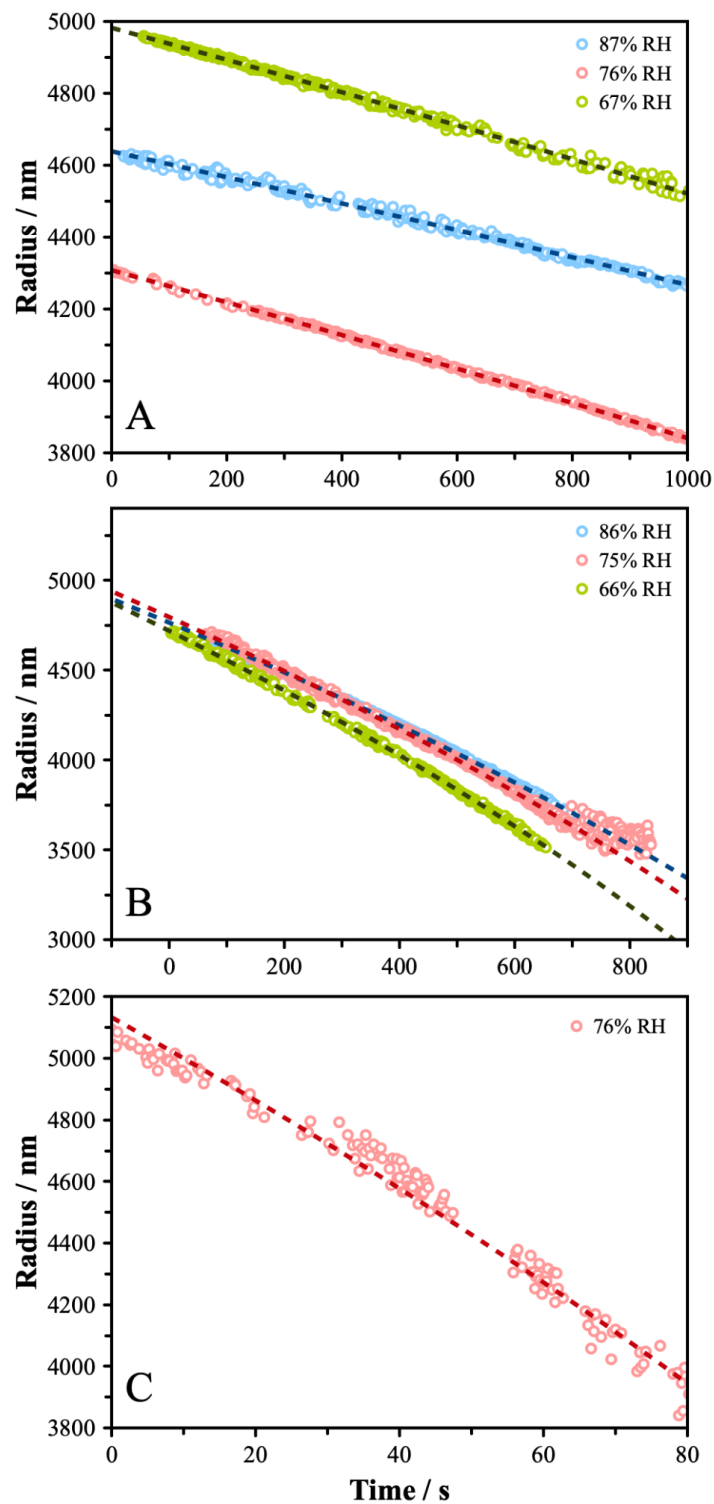 5000
4800
4600
4400
4200
4000
3800
Radius / nm
87% RH
76% RH
67% RH
A
0 200 400 600 800 1000
5000
4500
4000
3500
3000
Radius / nm
86% RH
75% RH
66% RH
B
0 200 400 600 800
5200
5000
4800
4600
4400
4200
4000
3800
Radius / nm
76% RH
C
0 20 40 60 80
Time / s